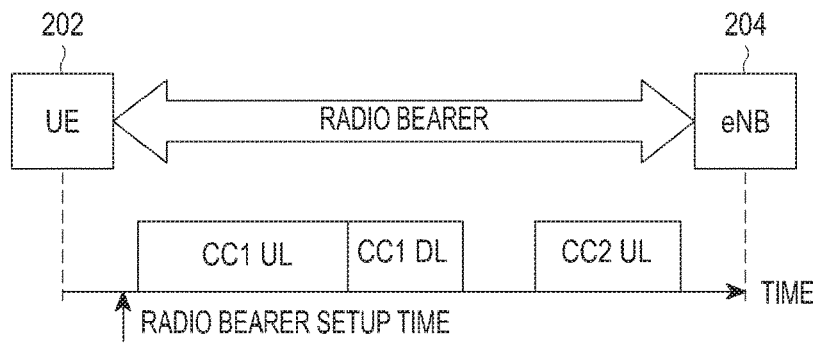 202
204
UE
RADIO BEARER
eNB
CC1 UL
CC1 DL
CC2 UL
TIME
RADIO BEARER SETUP TIME